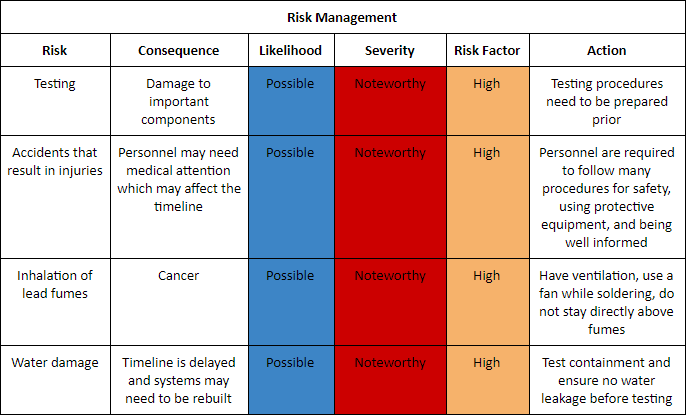 Risk Management
Risk Consequence Likelihood Severity Risk Factor Action
Testing
Damage to
important
components
Possible
Noteworthy
High
Testing procedures
need to be prepared
prior
Accidents that
result in injuries
Personnel may need
medical attention
which may affect the
timeline
Possible
Noteworthy
High
Personnel are required
to follow many
procedures for safety,
using protective
equipment, and being
well informed
Inhalation of
lead fumes
Cancer
Possible
Noteworthy
High
Have ventilation, use a
fan while soldering, do
not stay directly above
fumes
Water damage
Timeline is delayed
and systems may
need to be rebuilt
Possible
Noteworthy
High
Test containment and
ensure no water
leakage before testing